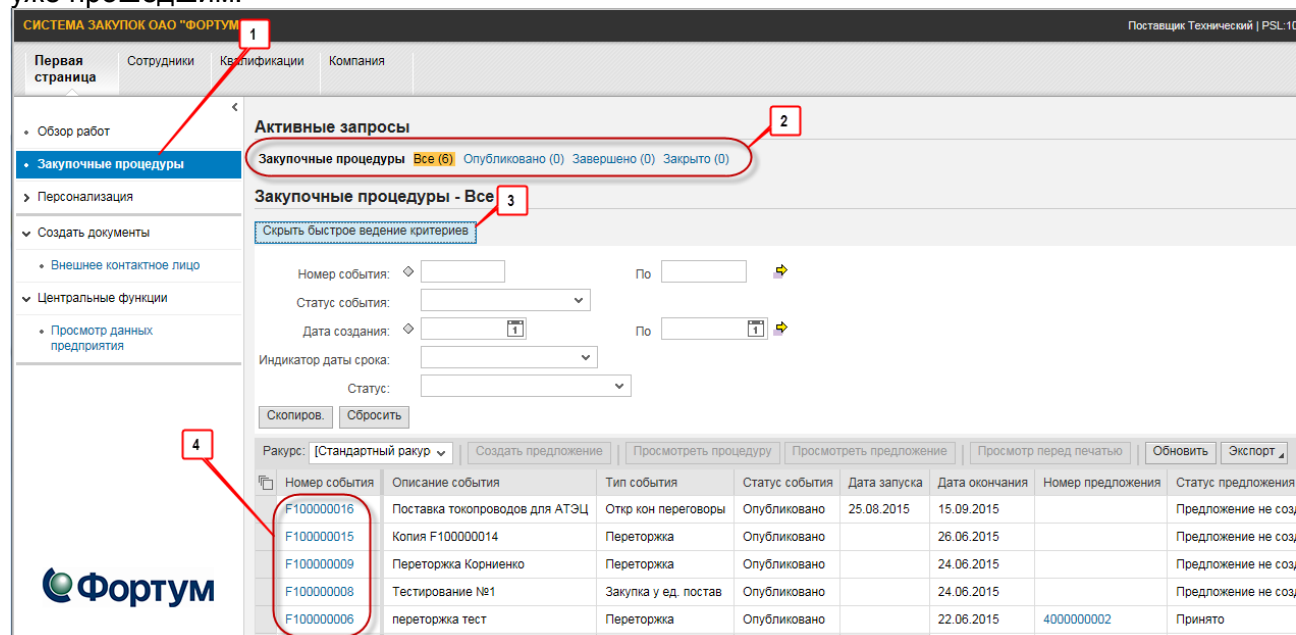 уже прошедшим.
СИСТЕМА ЗАКУПОК ОАО "ФОРТУМ
1
Поставщик Технический | PSL:10
Первая страница
Сотрудники
Квалификации
Компания
Обзор работ
Закупочные процедуры
Персонализация
Создать документы
Внешнее контактное лицо
Центральные функции
Просмотр данных предприятия
Фортум
Активные запросы
2
Закупочные процедуры Все (6) Опубликовано (0) Завершено (0) Закрыто (0)
Закупочные процедуры - Все
3
Скрыть быстрое ведение критериев
Номер события: По
Статус события:
Дата создания: 1 По 1
Индикатор даты срока:
Статус:
Скопиров. Сбросить
4
Ракурс: [Стандартный ракур Создать предложение Просмотреть процедуру Просмотреть предложение Просмотр перед печатью Обновить Экспорт
Номер события Описание события Тип события Статус события Дата запуска Дата окончания Номер предложения Статус предложения
F100000016 Поставка токопроводов для АТЭЦ Откр кон переговоры Опубликовано 25.08.2015 15.09.2015 Предложение не созд
F100000015 Копия F100000014 Переторжка Опубликовано 26.06.2015 Предложение не созд
F100000009 Переторжка Корниенко Переторжка Опубликовано 24.06.2015 Предложение не созд
F100000008 Тестирование №1 Закупка у ед. постав Опубликовано 24.06.2015 Предложение не созд
F100000006 переторжка тест Переторжка Опубликовано 22.06.2015 4000000002 Принято